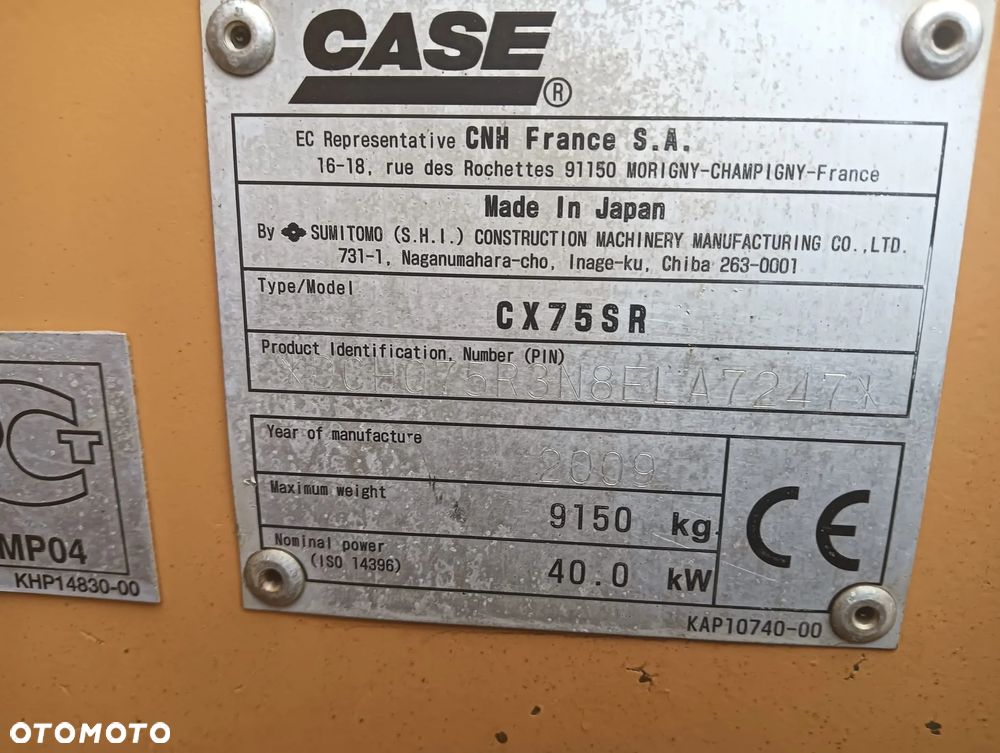 CASE
®
EC Representative CNH France S.A.
16-18, rue des Rochettes 91150 MORIGNY-CHAMPIGNY-France
Made In Japan
By SUMITOMO (S.H.I.) CONSTRUCTION MACHINERY MANUFACTURING CO.,LTD.
731-1, Naganumahara-cho, Inage-ku, Chiba 263-0001
Type/Model
CX75SR
Product Identification, Number (PIN)
Year of manufacture
2009
Maximum weight
9150 kg
Nominal power
(ISO 14396)
40.0 kW
CE
KAP10740-00
MP04
KHP14830-00
OTOMOTO